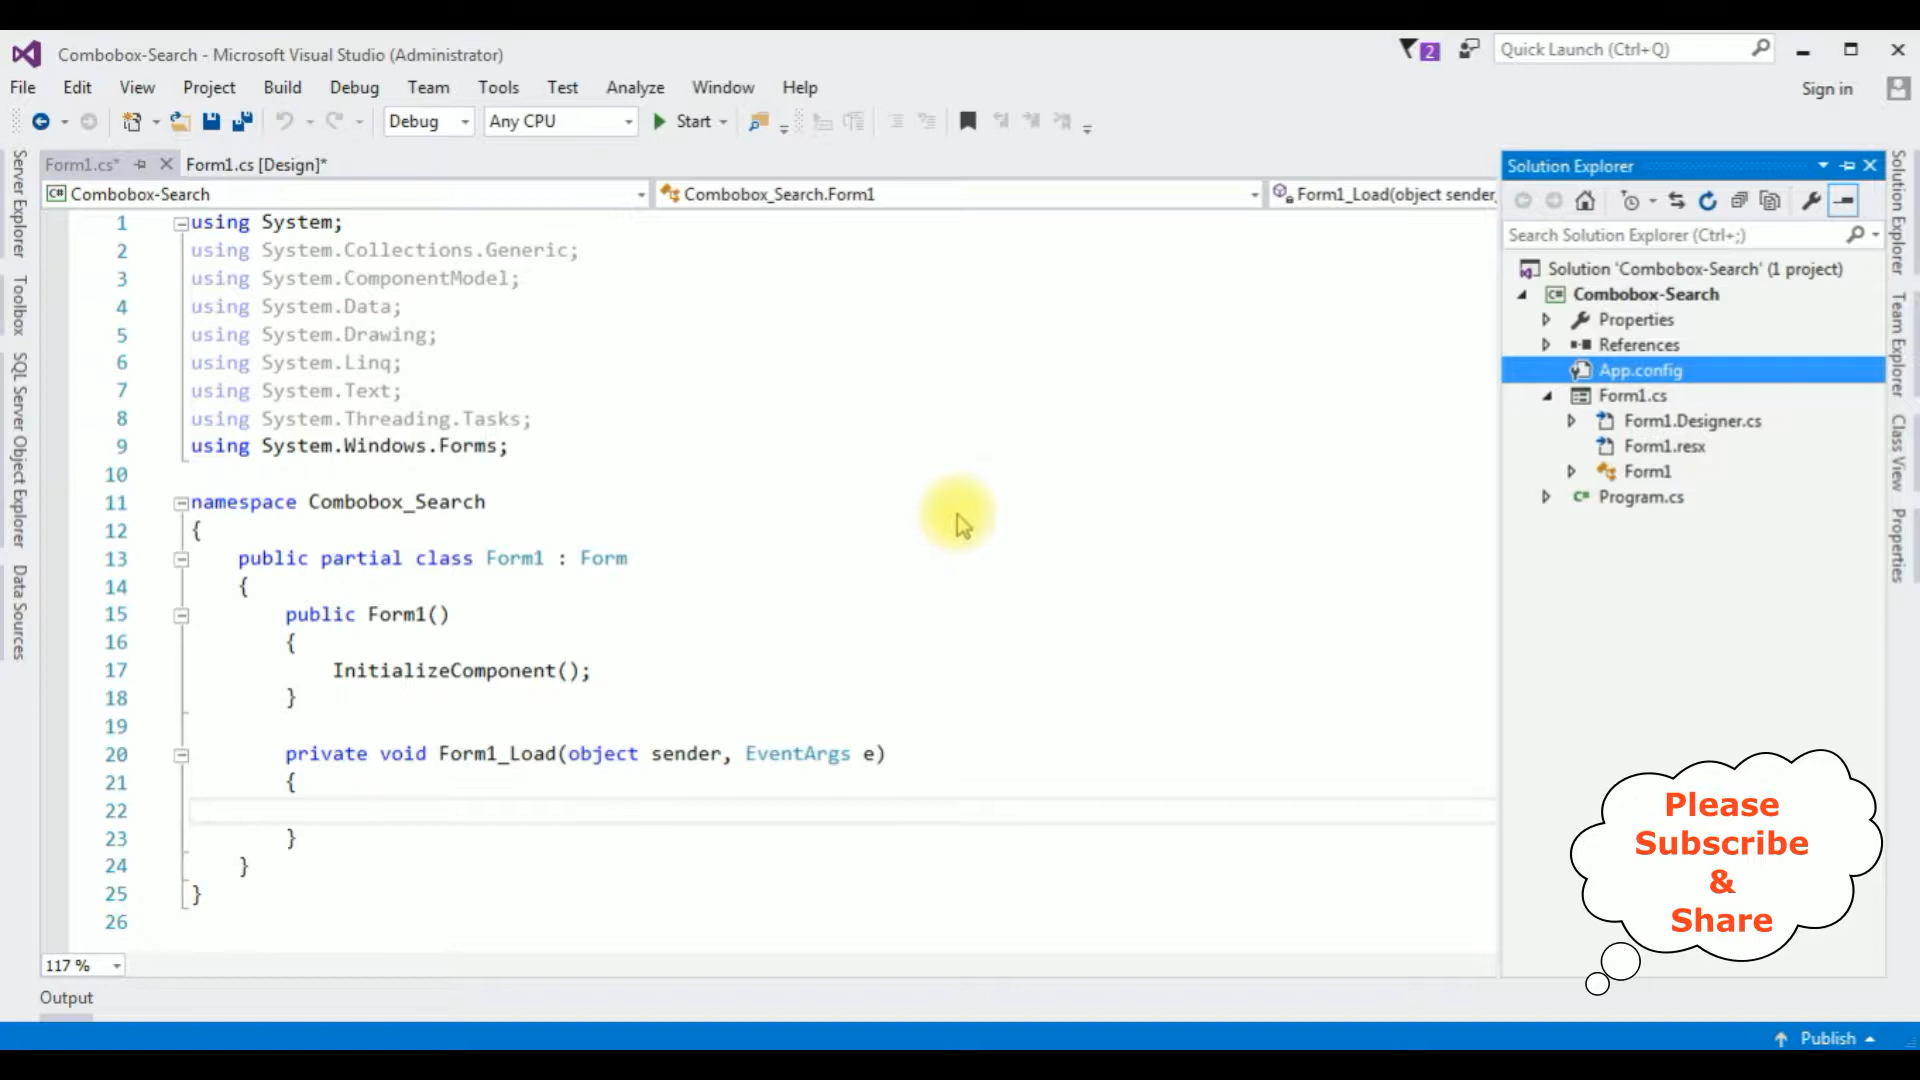 Combobox-Search - Microsoft Visual Studio (Administrator)
2
Quick Launch (Ctrl+Q)
File Edit View Project Build Debug Team Tools Test Analyze Window Help
Sign in
Debug
Any CPU
Start
Server Explorer
Toolbox
SQL Server Object Explorer
Data Sources
Form1.cs*
Form1.cs [Design]*
C# Combobox-Search
Combobox_Search.Form1
Form1_Load(object sender,
1 using System;
2 using System.Collections.Generic;
3 using System.ComponentModel;
4 using System.Data;
5 using System.Drawing;
6 using System.Linq;
7 using System.Text;
8 using System.Threading.Tasks;
9 using System.Windows.Forms;
10
11 namespace Combobox_Search
12 {
13 public partial class Form1 : Form
14 {
15 public Form1()
16 {
17 InitializeComponent();
18 }
19
20 private void Form1_Load(object sender, EventArgs e)
21 {
22
23 }
24 }
25 }
26
117 %
Output
Solution Explorer
Search Solution Explorer (Ctrl+;)
Solution 'Combobox-Search' (1 project)
C# Combobox-Search
Properties
References
App.config
Form1.cs
Form1.Designer.cs
Form1.resx
Form1
C# Program.cs
Solution Explorer
Team Explorer
Class View
Properties
Please
Subscribe
&
Share
Publish